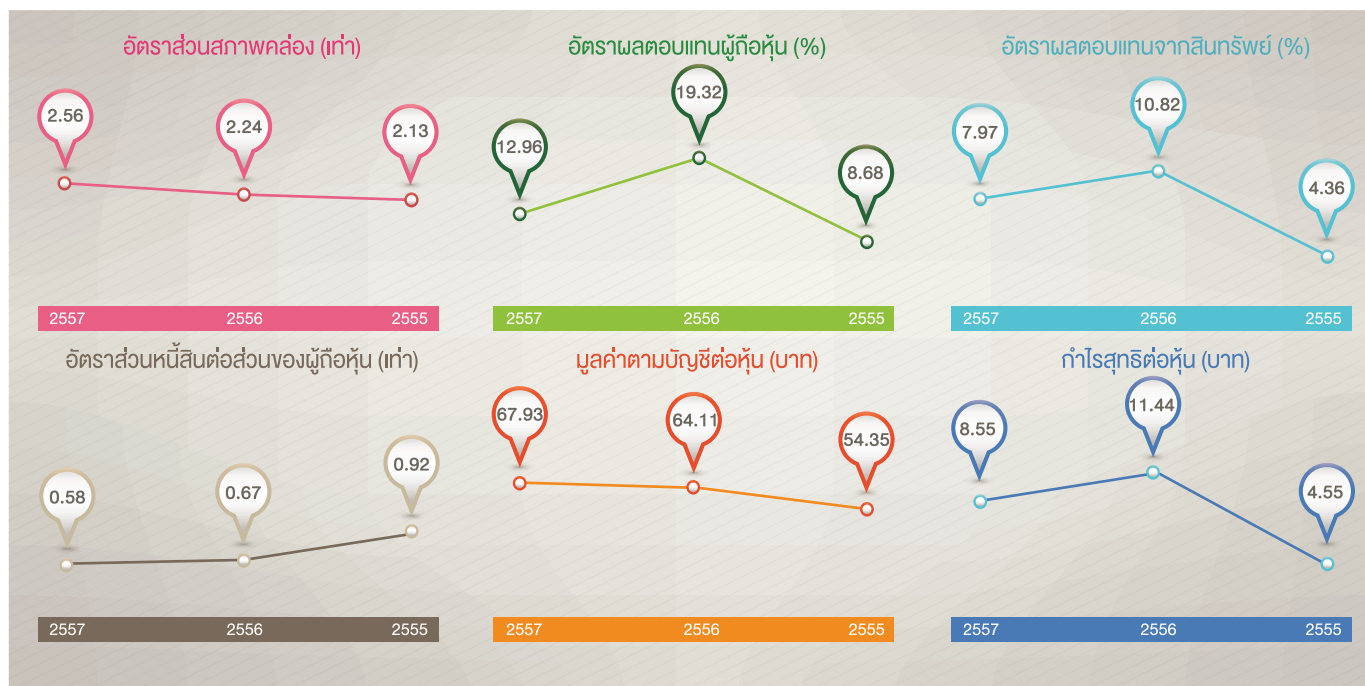 อัตราส่วนสภาพคล่อง (เท่า)
2.56
2.24
2.13
2557 2556 2555
อัตราผลตอบแทนผู้ถือหุ้น (%)
12.96
19.32
8.68
2557 2556 2555
อัตราผลตอบแทนจากสินทรัพย์ (%)
7.97
10.82
4.36
2557 2556 2555
อัตราส่วนหนี้สินต่อส่วนของผู้ถือหุ้น (เท่า)
0.58
0.67
0.92
2557 2556 2555
มูลค่าตามบัญชีต่อหุ้น (บาท)
67.93
64.11
54.35
2557 2556 2555
กำไรสุทธิต่อหุ้น (บาท)
8.55
11.44
4.55
2557 2556 2555